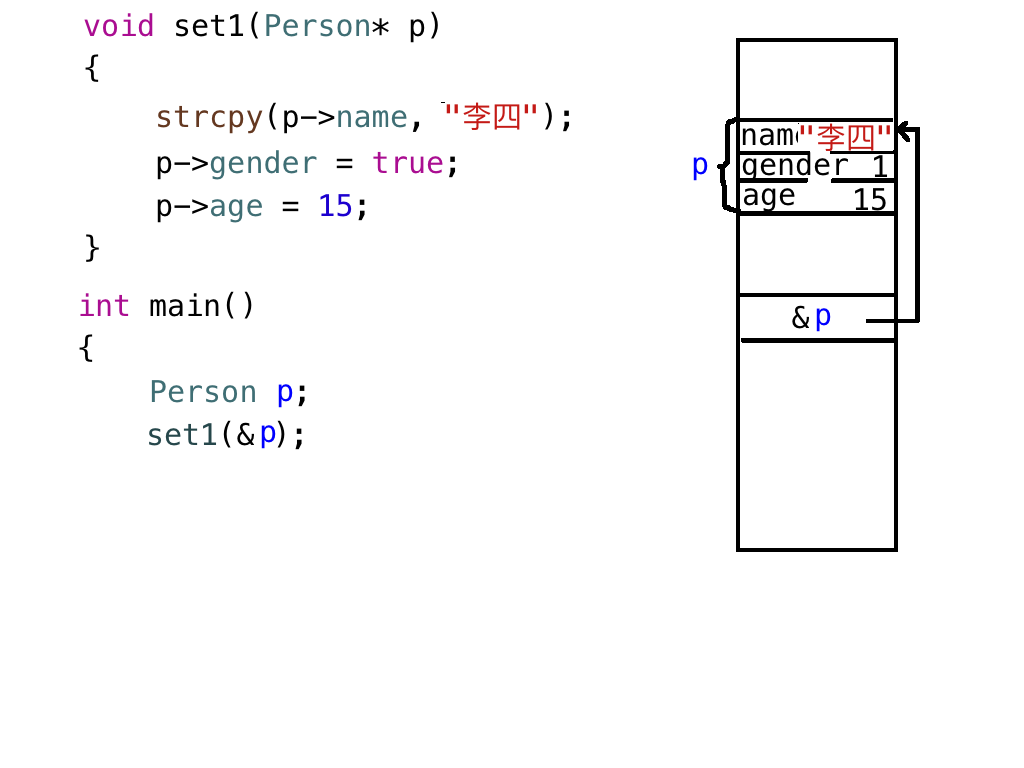 void set1(Person* p)
{
strcpy(p->name, "李四");
p->gender = true;
p->age = 15;
}
int main()
{
Person p;
set1(&p);
p
name "李四"
gender 1
age 15
&p